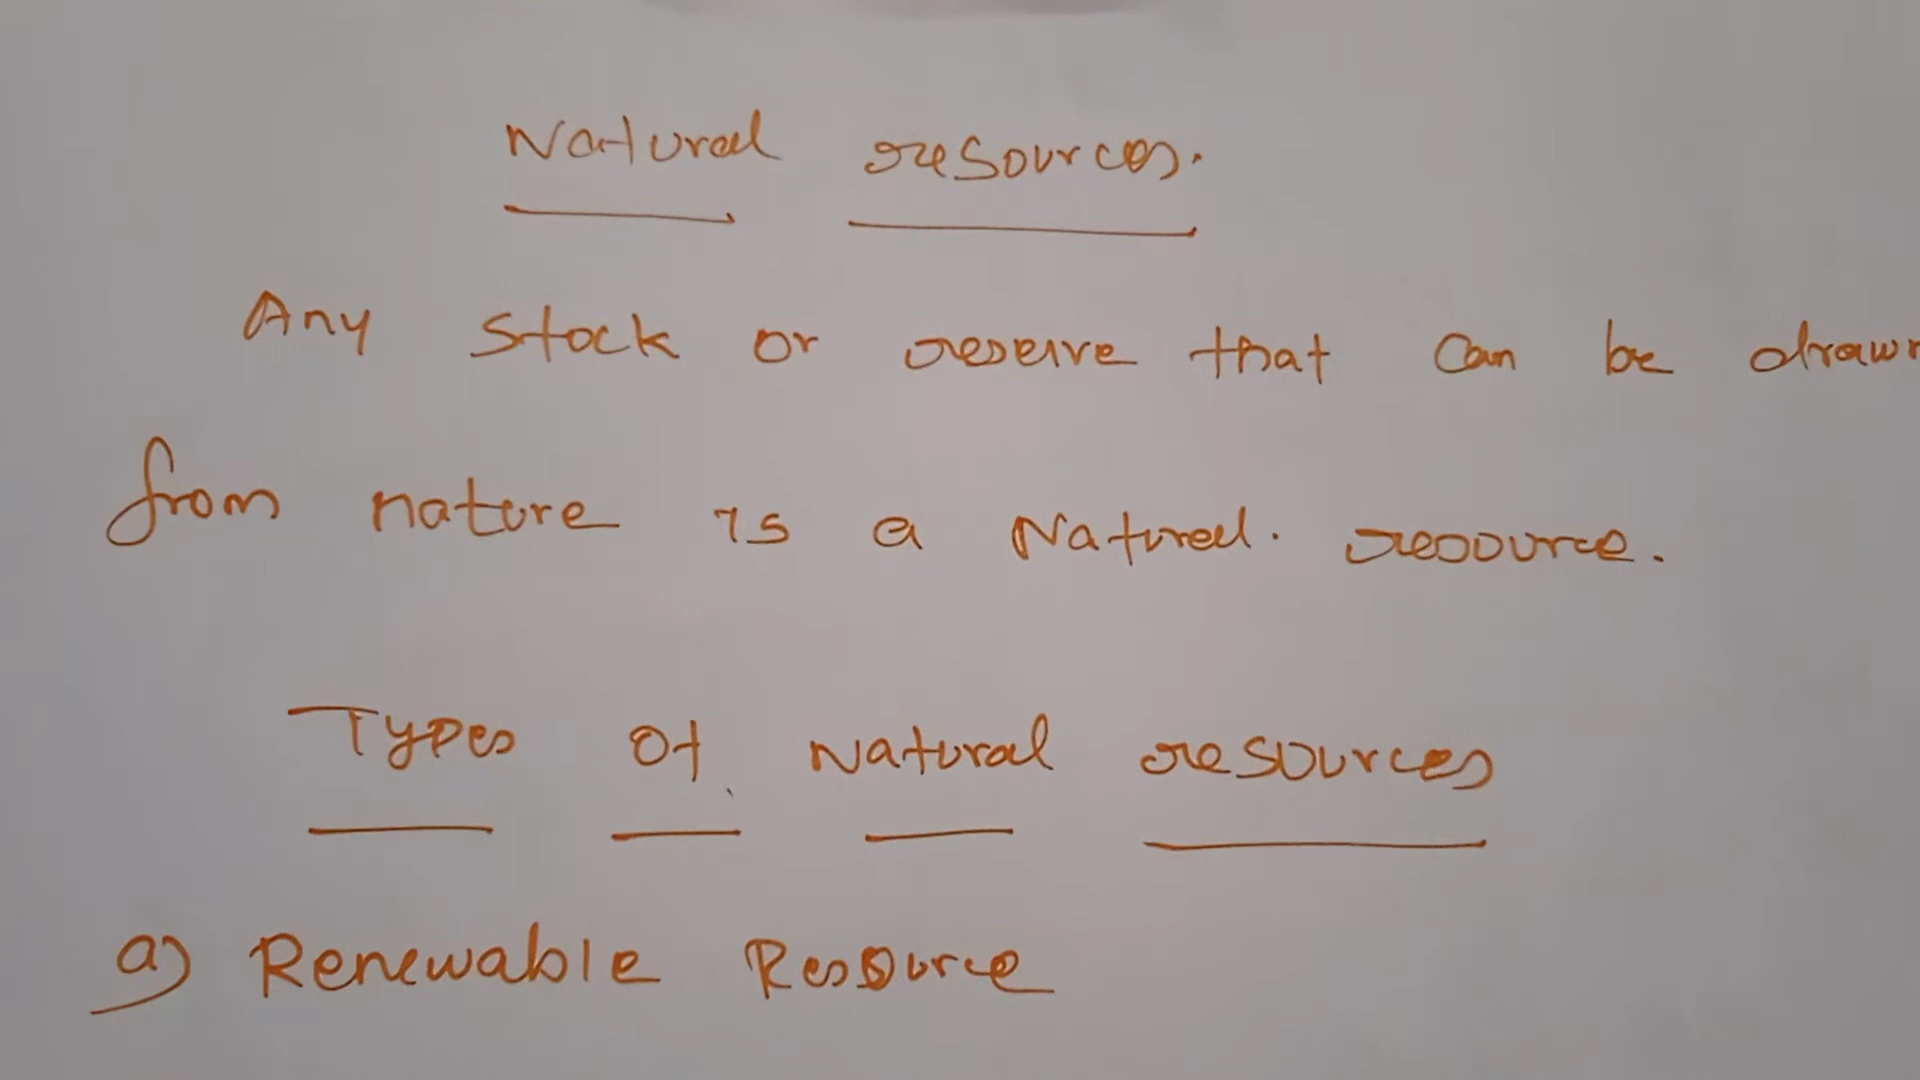 Natural resources.
Any stock or reserve that can be drawn
from nature is a Natural. resource.
Types of Natural resources
a) Renewable Resource